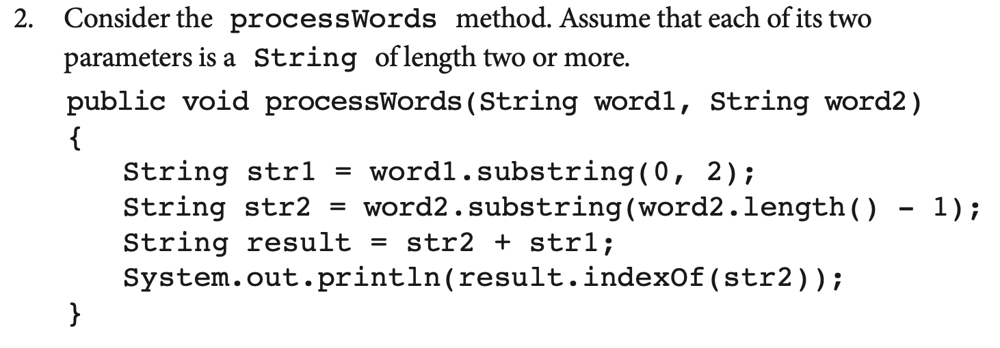 2. Consider the processWords method. Assume that each of its two
parameters is a String of length two or more.
public void processWords(String word1, String word2)
{
    String str1 = word1.substring(0, 2);
    String str2 = word2.substring(word2.length() - 1);
    String result = str2 + str1;
    System.out.println(result.indexOf(str2));
}